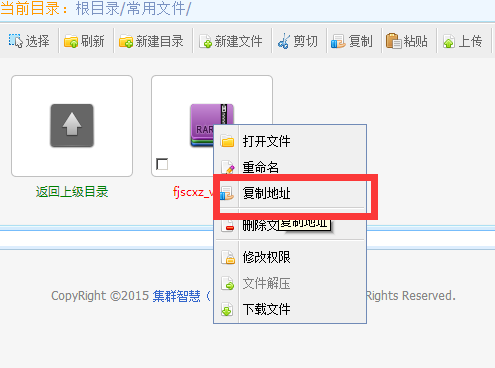 当前目录：根目录/常用文件/
选择 刷新 新建目录 新建文件 剪切 复制 粘贴 上传
RAR
返回上级目录
fjscxz_v
打开文件
重命名
复制地址
删除文
复制地址
修改权限
文件解压
下载文件
CopyRight ©2015 集群智慧（
Rights Reserved.